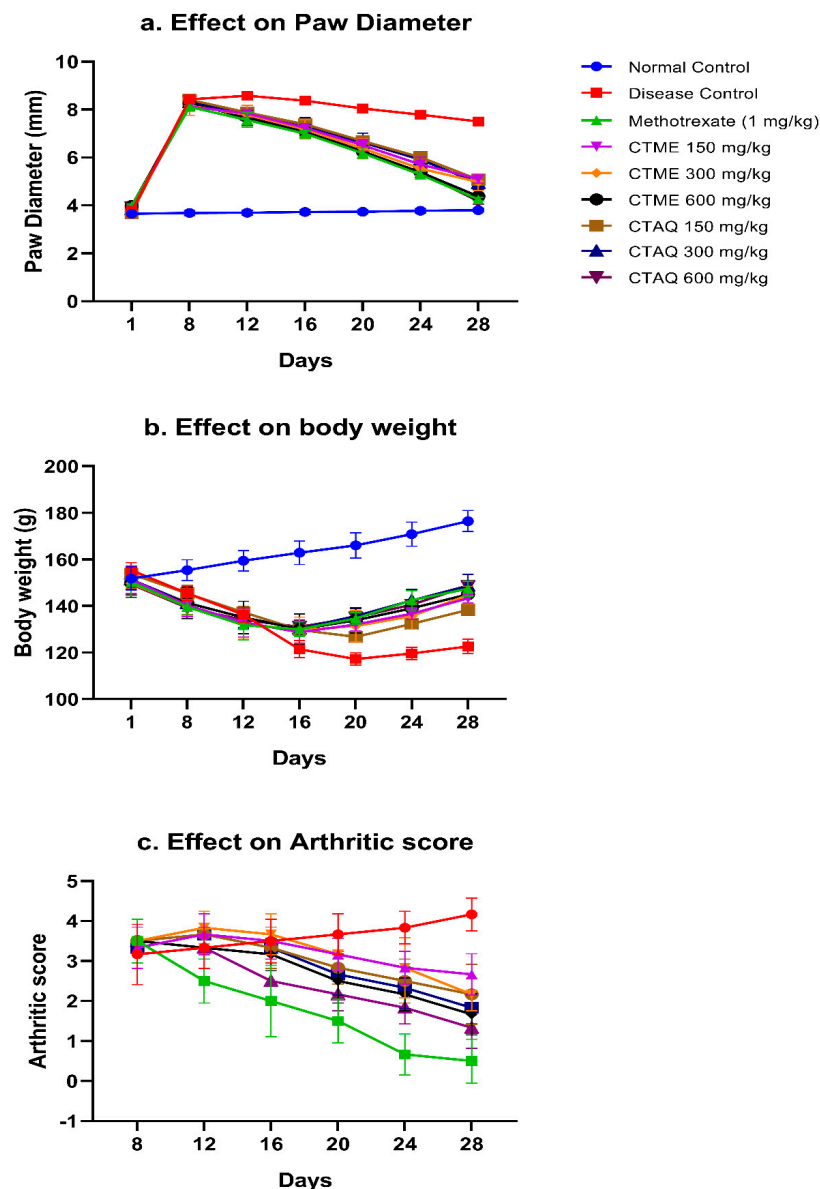 a. Effect on Paw Diameter
10
8
6
4
2
0
Paw Diameter (mm)
1 8 12 16 20 24 28
Days
Normal Control
Disease Control
Methotrexate (1 mg/kg)
CTME 150 mg/kg
CTME 300 mg/kg
CTME 600 mg/kg
CTAQ 150 mg/kg
CTAQ 300 mg/kg
CTAQ 600 mg/kg
b. Effect on body weight
200
180
160
140
120
100
Body weight (g)
1 8 12 16 20 24 28
Days
c. Effect on Arthritic score
5
4
3
2
1
0
-1
Arthritic score
8 12 16 20 24 28
Days